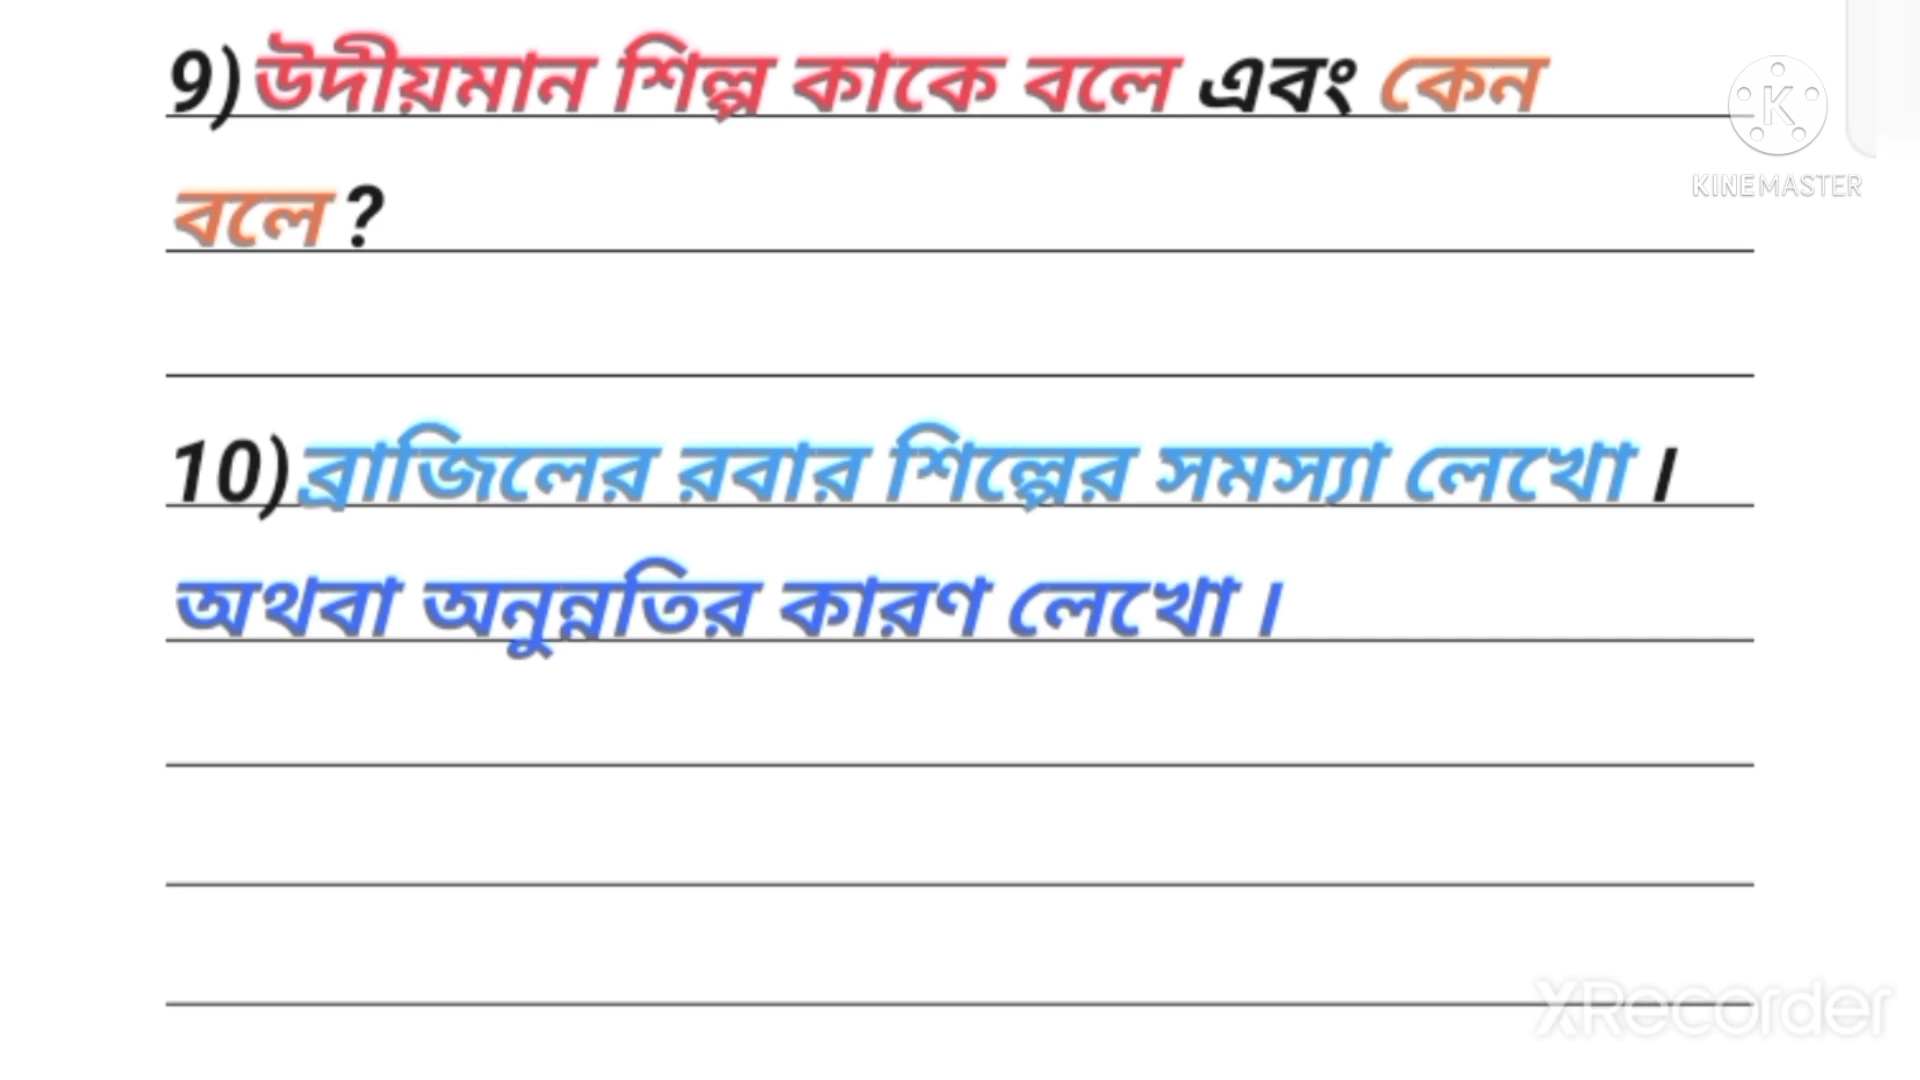 9)উদীয়মান শিল্প কাকে বলে এবং কেন
বলে ?
10)ব্রাজিলের রবার শিল্পের সমস্যা লেখো ।
অথবা অনুন্নতির কারণ লেখো ।
K
KINEMASTER
XRecorder